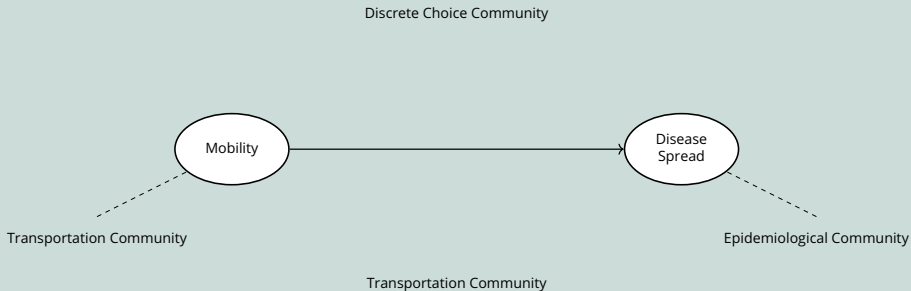 Discrete Choice Community
Mobility
Disease
Spread
Transportation Community
Epidemiological Community
Transportation Community